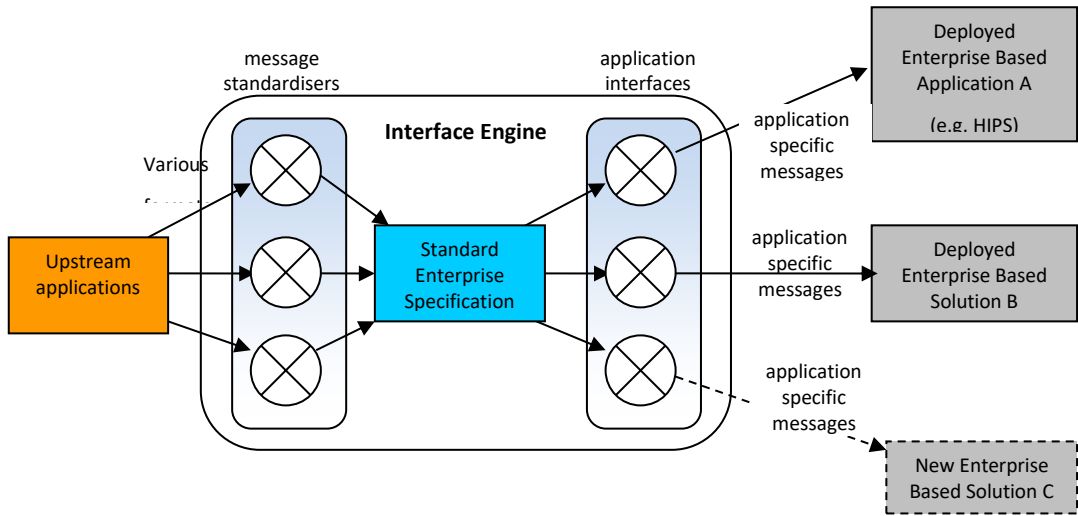 message
standardisers
application
interfaces
Interface Engine
Various
Upstream
applications
Standard
Enterprise
Specification
application
specific
messages
application
specific
messages
application
specific
messages
Deployed
Enterprise Based
Application A
(e.g. HIPS)
Deployed
Enterprise Based
Solution B
New Enterprise
Based Solution C